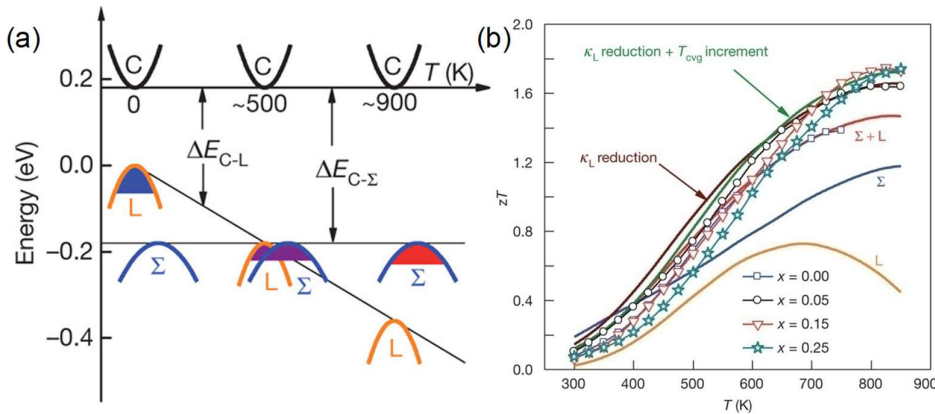 (a)
C
C
C
T (K)
0.2
0
~500
~900
ΔE_C-L
ΔE_C-Σ
Energy (eV)
0.0
L
−0.2
Σ
L
Σ
Σ
−0.4
L
(b)
2.0
κ_L reduction + T_cvg increment
1.6
κ_L reduction
Σ + L
1.2
zT
Σ
0.8
L
x = 0.00
0.4
x = 0.05
x = 0.15
x = 0.25
0.0
300 400 500 600 700 800 900
T (K)